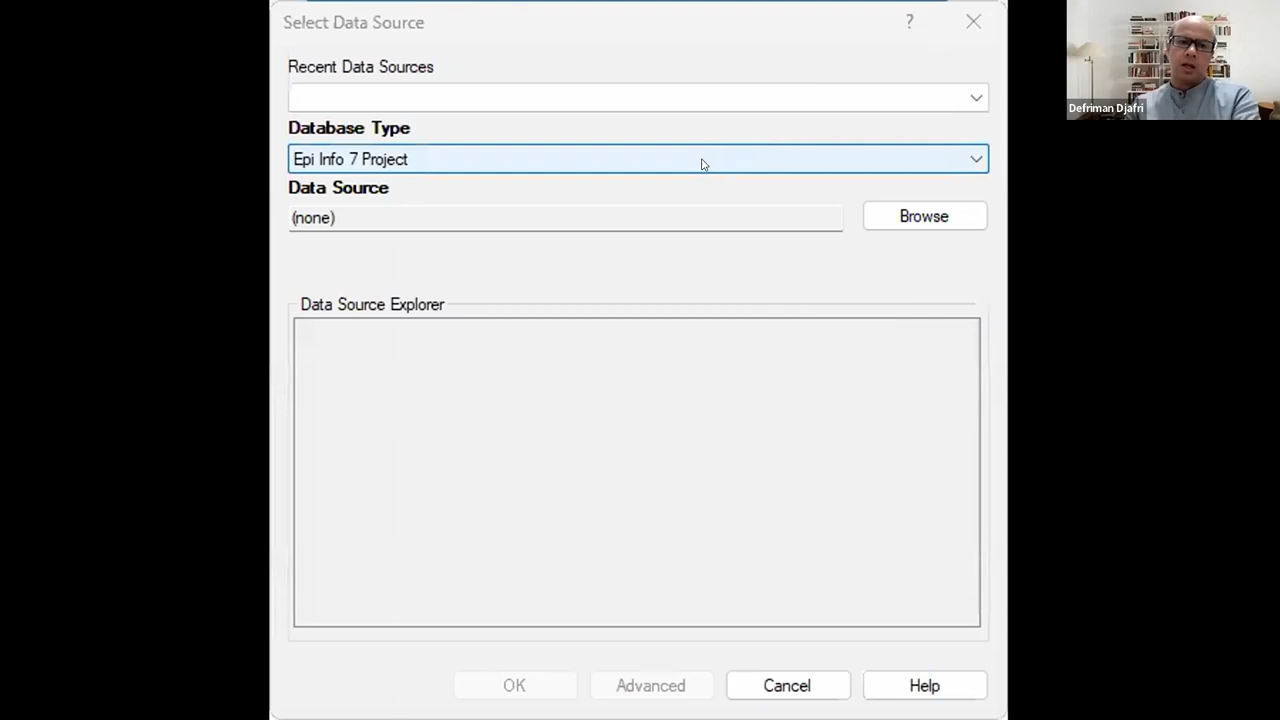 Select Data Source
?
Recent Data Sources
Database Type
Epi Info 7 Project
Data Source
(none)
Browse
Data Source Explorer
OK
Advanced
Cancel
Help
Defriman Djafri